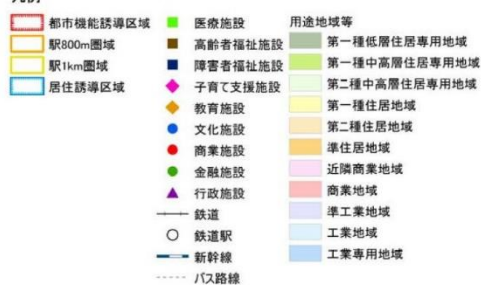 都市機能誘導区域
駅800m圏域
駅1km圏域
居住誘導区域
医療施設
高齢者福祉施設
障害者福祉施設
子育て支援施設
教育施設
文化施設
商業施設
金融施設
行政施設
鉄道
鉄道駅
新幹線
バス路線
用途地域等
第一種低層住居専用地域
第一種中高層住居専用地域
第二種中高層住居専用地域
第一種住居地域
第二種住居地域
準住居地域
近隣商業地域
商業地域
準工業地域
工業地域
工業専用地域